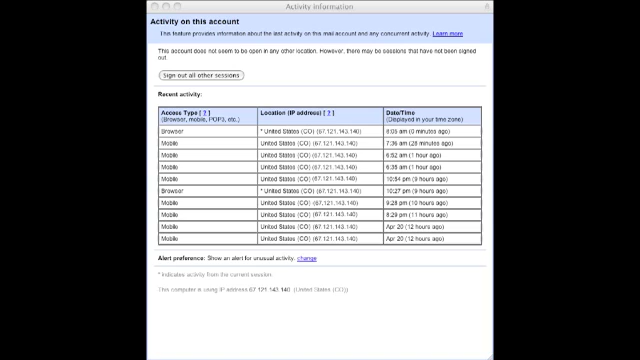 Activity Information
Activity on this account
This feature provides information about the last activity on this mail account and any concurrent activity. Learn more
This account does not seem to be open in any other location. However, there may be sessions that have not been signed
out.
Sign out all other sessions
Recent activity:
Access Type [ ? ] Location (IP address) [ ? ] Date/Time
(Browser, mobile, POP3, etc.) (Displayed in your time zone)
Browser * United States (CO) (67.121.143.140) 8:05 am (0 minutes ago)
Mobile United States (CO) (67.121.143.140) 7:36 am (28 minutes ago)
Mobile United States (CO) (67.121.143.140) 6:52 am (1 hour ago)
Mobile United States (CO) (67.121.143.140) 6:35 am (1 hour ago)
Mobile United States (CO) (67.121.143.140) 10:54 pm (9 hours ago)
Browser * United States (CO) (67.121.143.140) 10:27 pm (9 hours ago)
Mobile United States (CO) (67.121.143.140) 9:28 pm (10 hours ago)
Mobile United States (CO) (67.121.143.140) 8:29 pm (11 hours ago)
Mobile United States (CO) (67.121.143.140) Apr 20 (12 hours ago)
Mobile United States (CO) (67.121.143.140) Apr 20 (12 hours ago)
Alert preference: Show an alert for unusual activity. change
* indicates activity from the current session.
This computer is using IP address 67.121.143.140. (United States (CO))